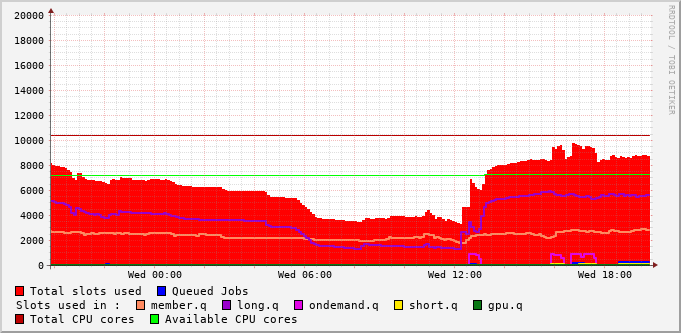 20000
18000
16000
14000
12000
10000
8000
6000
4000
2000
0
Wed 00:00 Wed 06:00 Wed 12:00 Wed 18:00
Total slots used Queued Jobs
Slots used in : member.q long.q ondemand.q short.q gpu.q
Total CPU cores Available CPU cores
RRDTOOL / TOBI OETIKER